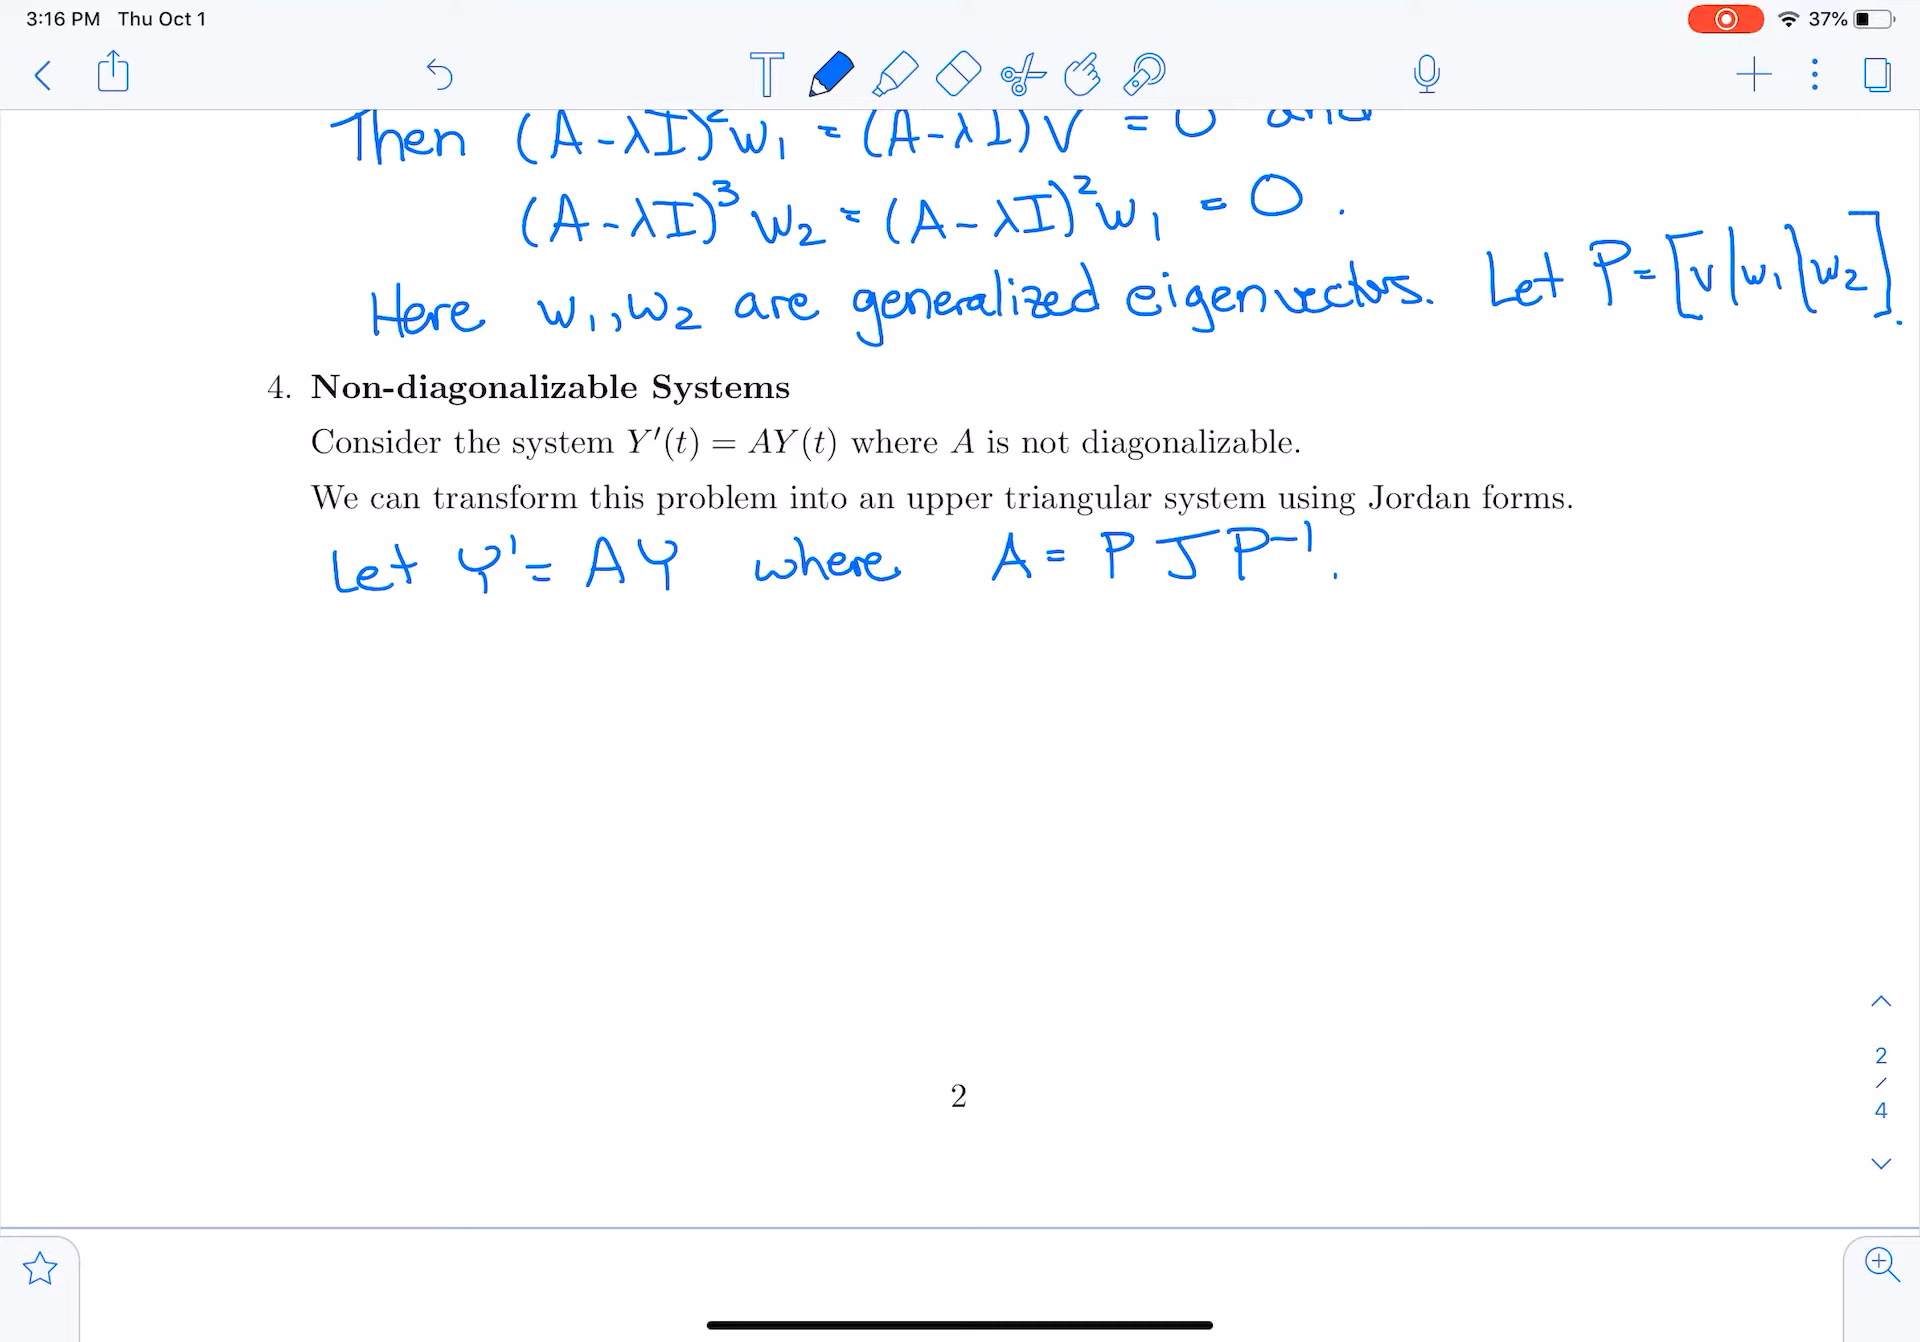 3:16 PM Thu Oct 1 37%
Then (A-λI)²w₁ = (A-λI)V = 0 and
(A-λI)³w₂ = (A-λI)²w₁ = 0.
Here w₁,w₂ are generalized eigenvectors. Let P=[v|w₁|w₂].
4. Non-diagonalizable Systems
Consider the system Y′(t) = AY(t) where A is not diagonalizable.
We can transform this problem into an upper triangular system using Jordan forms.
Let Y' = AY where A = PJP⁻¹.
2
/
4
2